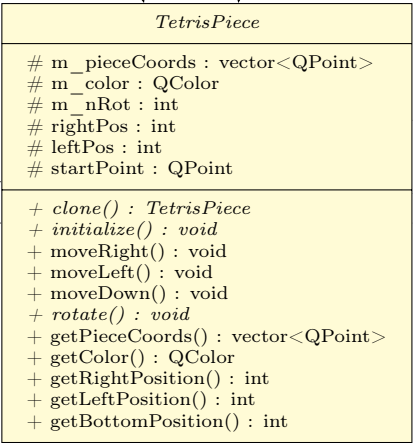 TetrisPiece
# m_pieceCoords : vector<QPoint>
# m_color : QColor
# m_nRot : int
# rightPos : int
# leftPos : int
# startPoint : QPoint
+ clone() : TetrisPiece
+ initialize() : void
+ moveRight() : void
+ moveLeft() : void
+ moveDown() : void
+ rotate() : void
+ getPieceCoords() : vector<QPoint>
+ getColor() : QColor
+ getRightPosition() : int
+ getLeftPosition() : int
+ getBottomPosition() : int